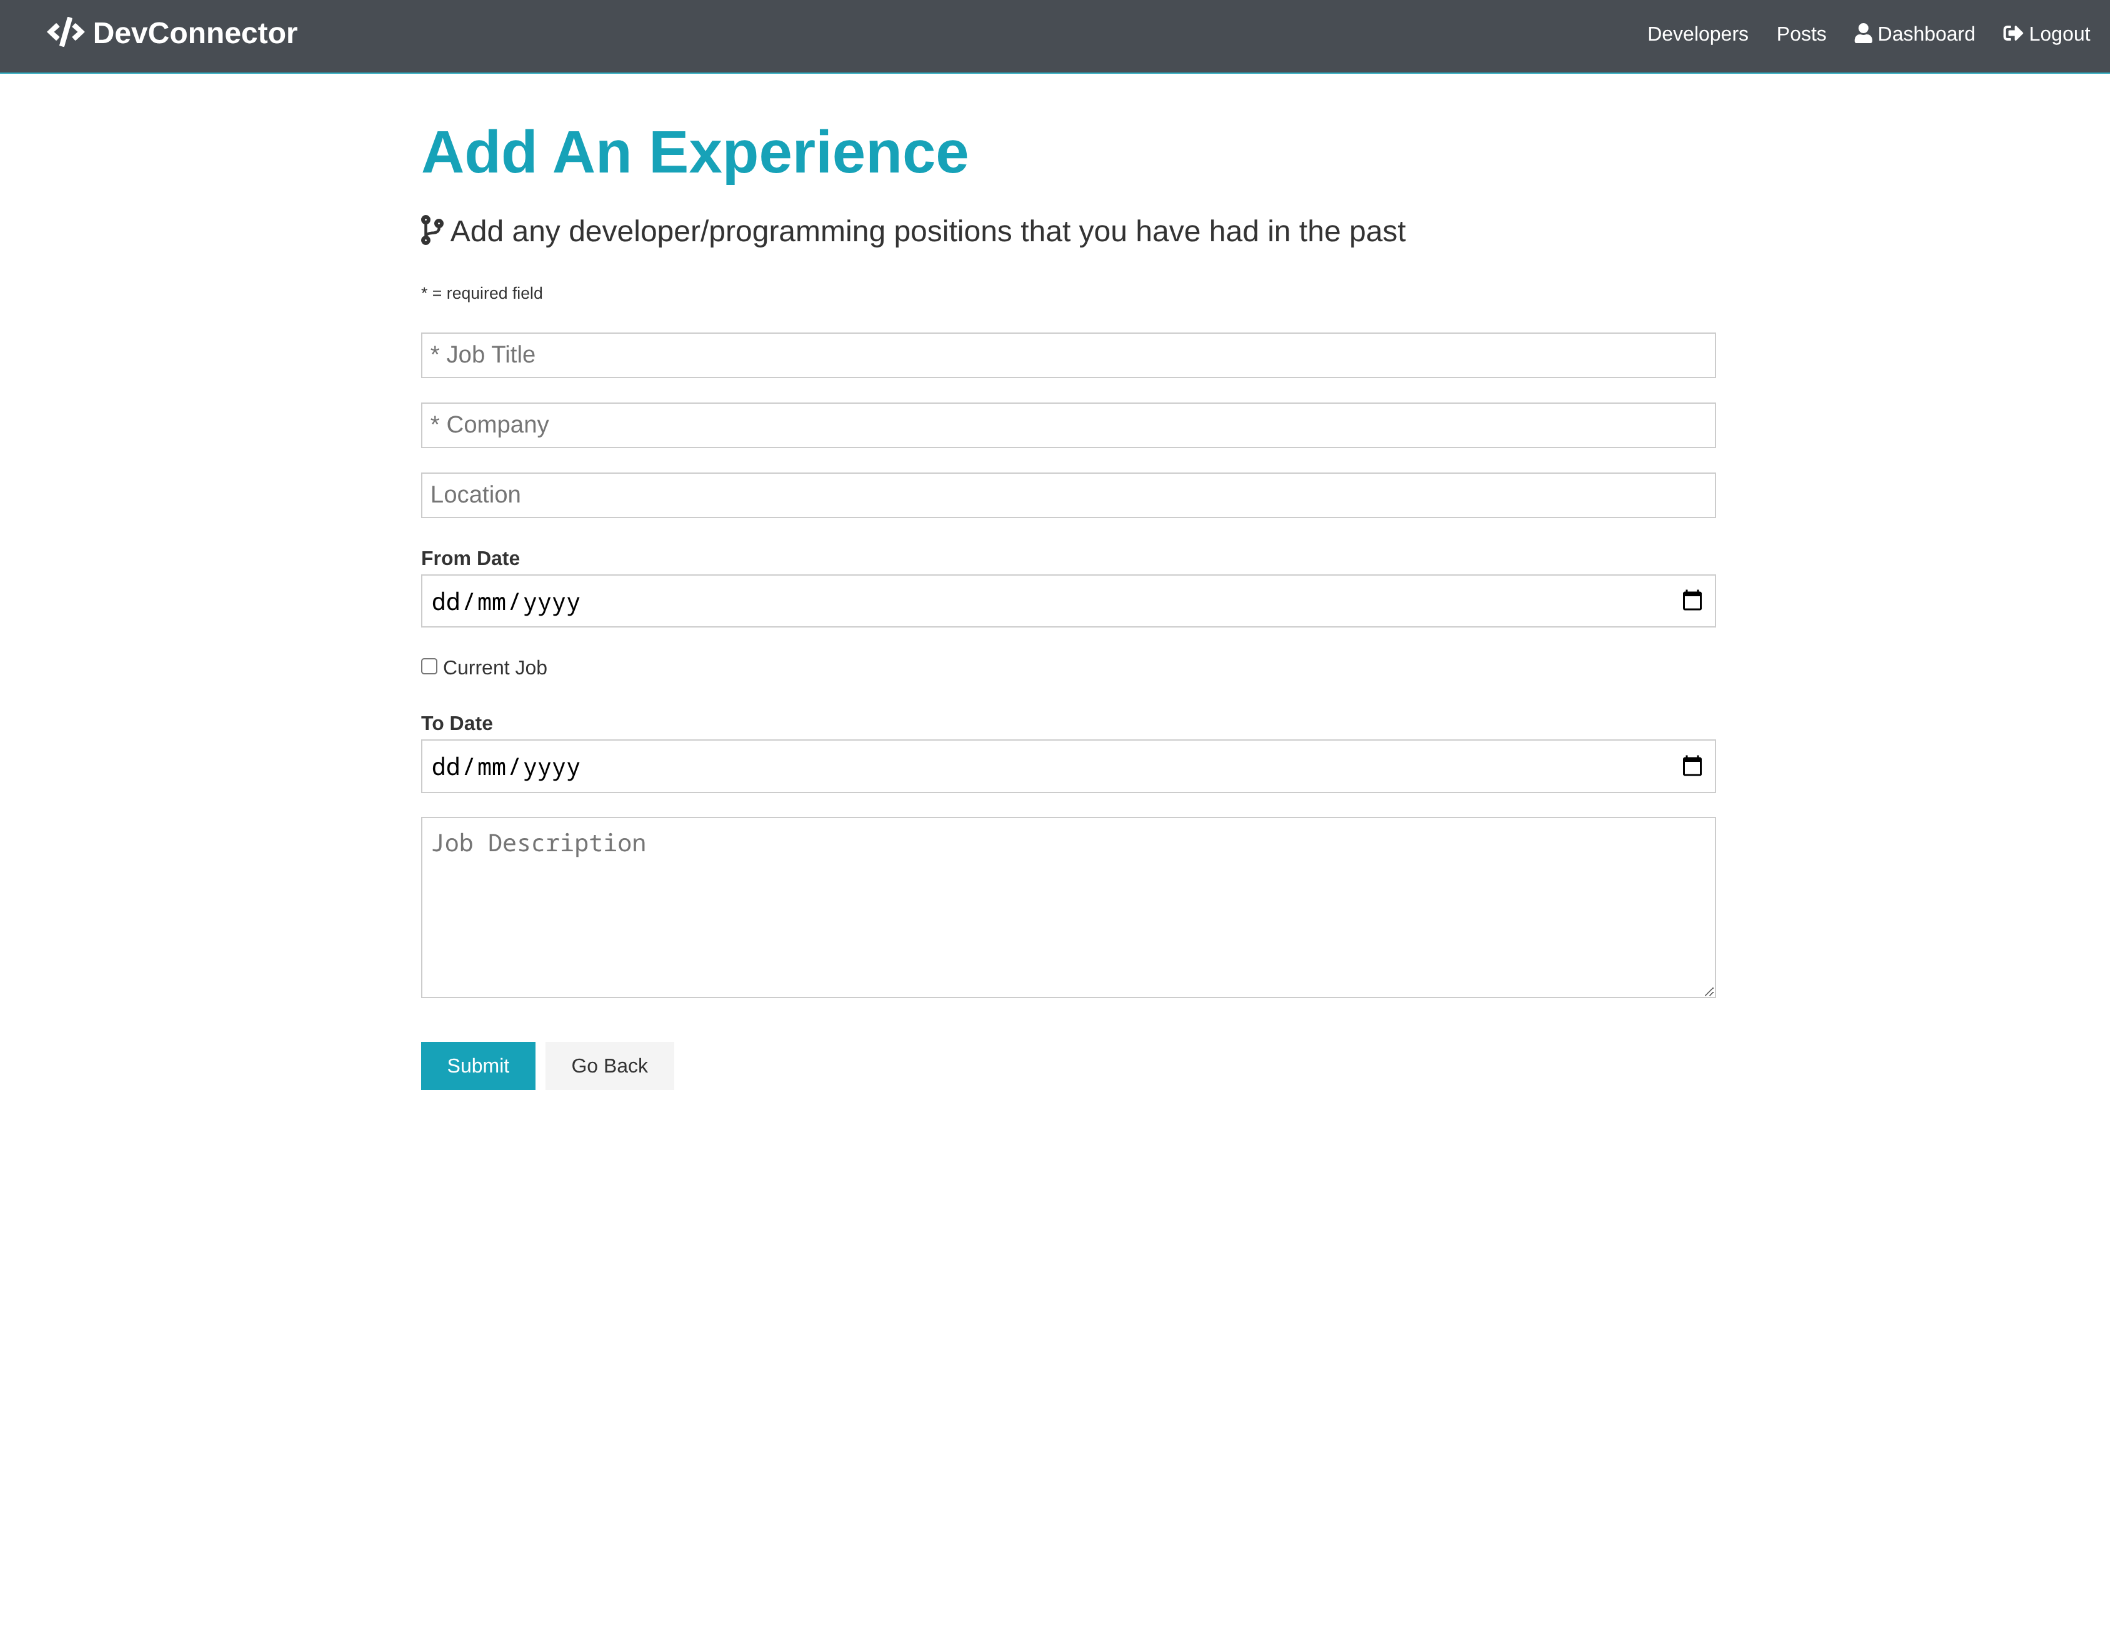 DevConnector
Developers Posts Dashboard Logout
Add An Experience
Add any developer/programming positions that you have had in the past
* = required field
* Job Title
* Company
Location
From Date
dd/mm/yyyy
Current Job
To Date
dd/mm/yyyy
Job Description
Submit Go Back